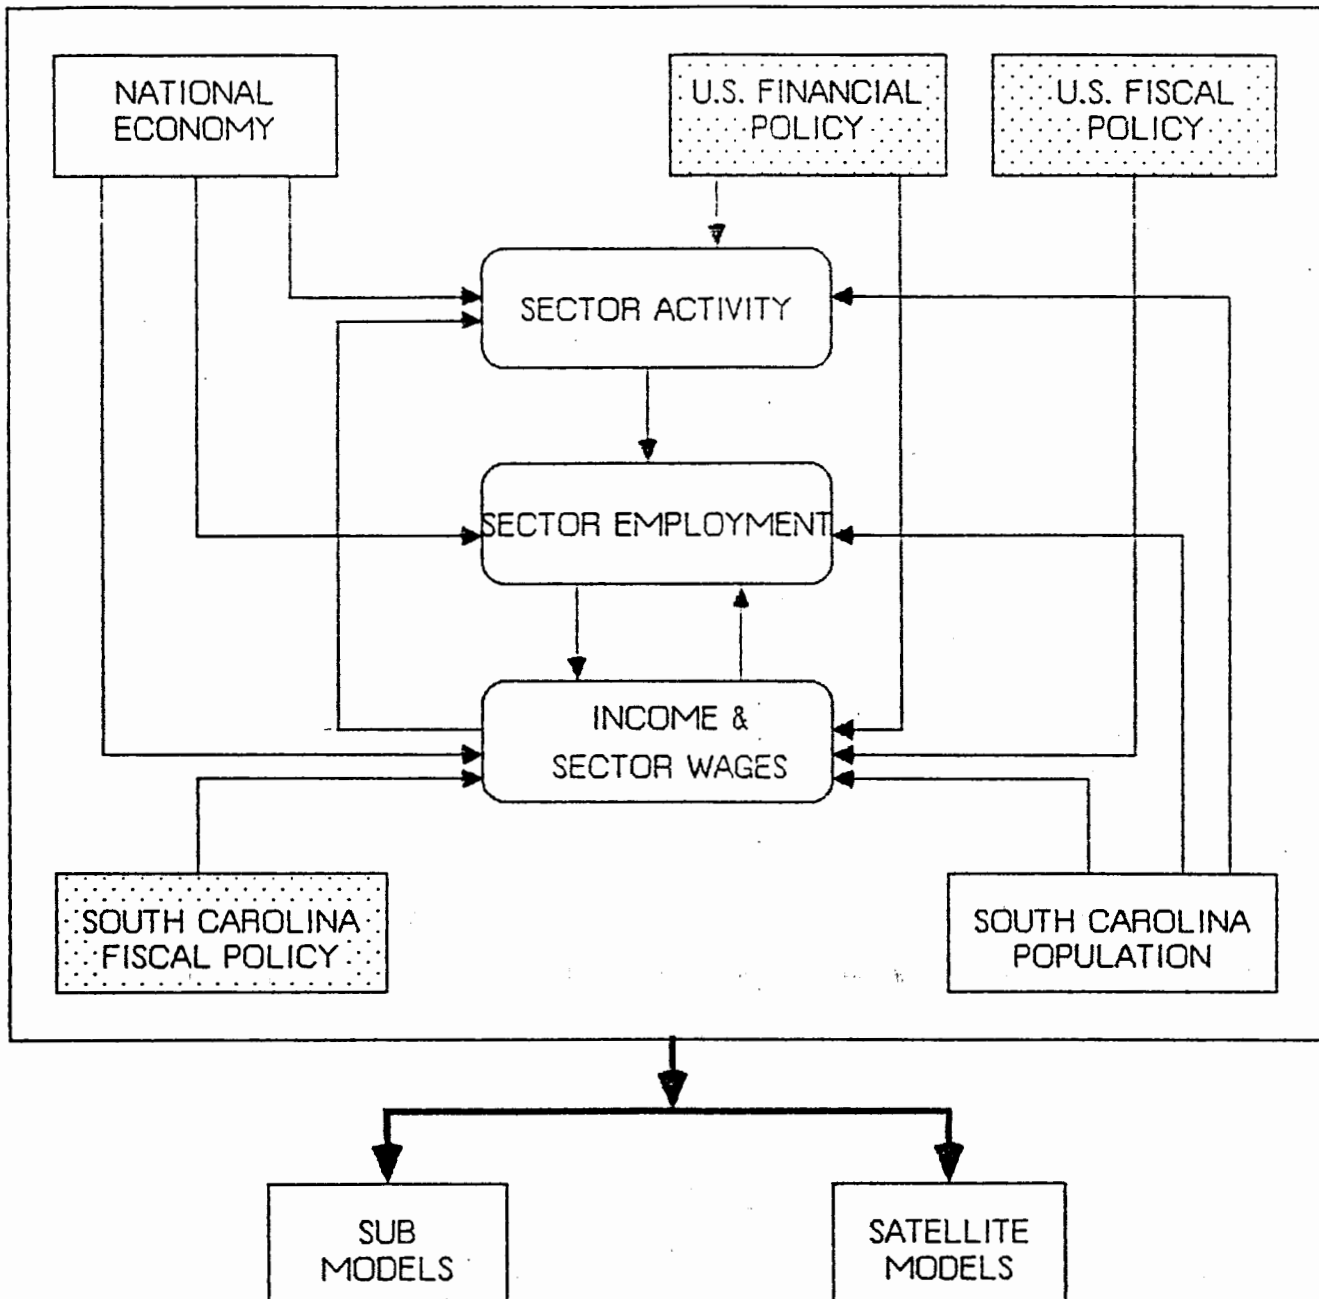 NATIONAL
ECONOMY
U.S. FINANCIAL
POLICY
U.S. FISCAL
POLICY
SECTOR ACTIVITY
SECTOR EMPLOYMENT
INCOME &
SECTOR WAGES
SOUTH CAROLINA
FISCAL POLICY
SOUTH CAROLINA
POPULATION
SUB
MODELS
SATELLITE
MODELS